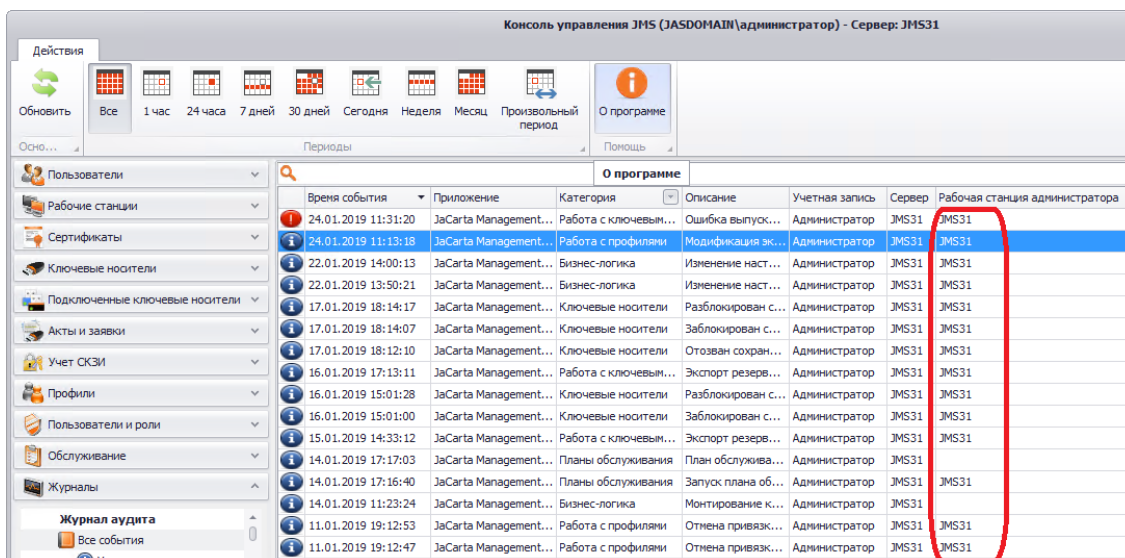 Консоль управления JMS (JASDOMAIN\администратор) - Сервер: JMS31
Действия
Обновить Все 1 час 24 часа 7 дней 30 дней Сегодня Неделя Месяц Произвольный период О программе
Осно... Периоды Помощь
О программе
Пользователи
Рабочие станции
Сертификаты
Ключевые носители
Подключенные ключевые носители
Акты и заявки
Учет СКЗИ
Профили
Пользователи и роли
Обслуживание
Журналы
Журнал аудита
Все события
Время события Приложение Категория Описание Учетная запись Сервер Рабочая станция администратора
24.01.2019 11:31:20 JaCarta Management... Работа с ключевым... Ошибка выпуск... Администратор JMS31 JMS31
24.01.2019 11:13:18 JaCarta Management... Работа с профилями Модификация эк... Администратор JMS31 JMS31
22.01.2019 14:00:13 JaCarta Management... Бизнес-логика Изменение наст... Администратор JMS31 JMS31
22.01.2019 13:50:21 JaCarta Management... Бизнес-логика Изменение наст... Администратор JMS31 JMS31
17.01.2019 18:14:17 JaCarta Management... Ключевые носители Разблокирован с... Администратор JMS31 JMS31
17.01.2019 18:14:07 JaCarta Management... Ключевые носители Заблокирован с... Администратор JMS31 JMS31
17.01.2019 18:12:10 JaCarta Management... Ключевые носители Отозван сохран... Администратор JMS31 JMS31
16.01.2019 17:13:11 JaCarta Management... Работа с ключевым... Экспорт резерв... Администратор JMS31 JMS31
16.01.2019 15:01:28 JaCarta Management... Ключевые носители Разблокирован с... Администратор JMS31 JMS31
16.01.2019 15:01:00 JaCarta Management... Ключевые носители Заблокирован с... Администратор JMS31 JMS31
15.01.2019 14:33:12 JaCarta Management... Работа с ключевым... Экспорт резерв... Администратор JMS31 JMS31
14.01.2019 17:17:03 JaCarta Management... Планы обслуживания План обслужива... Администратор JMS31
14.01.2019 17:16:40 JaCarta Management... Планы обслуживания Запуск плана об... Администратор JMS31 JMS31
14.01.2019 11:23:24 JaCarta Management... Бизнес-логика Монтирование к... Администратор JMS31
11.01.2019 19:12:53 JaCarta Management... Работа с профилями Отмена привязк... Администратор JMS31 JMS31
11.01.2019 19:12:47 JaCarta Management... Работа с профилями Отмена привязк... Администратор JMS31 JMS31